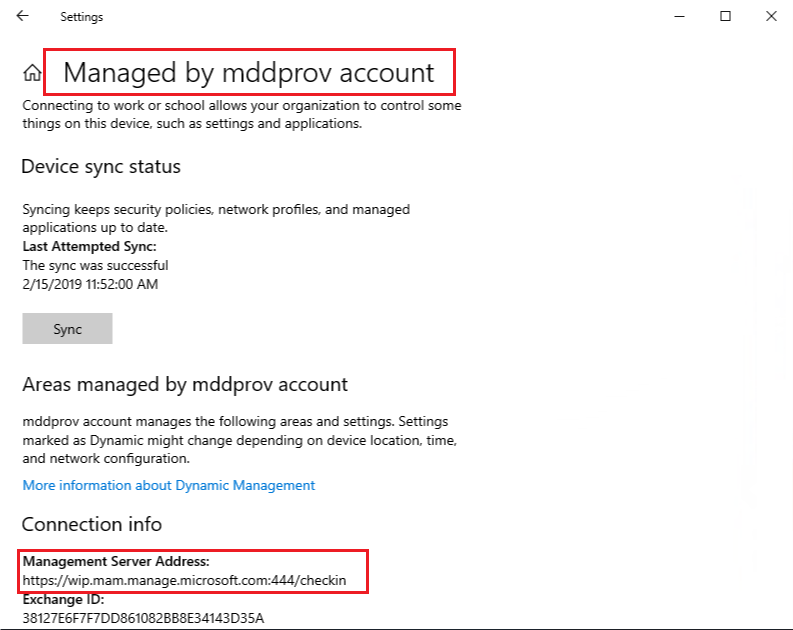 Settings
Managed by mddprov account
Connecting to work or school allows your organization to control some
things on this device, such as settings and applications.
Device sync status
Syncing keeps security policies, network profiles, and managed
applications up to date.
Last Attempted Sync:
The sync was successful
2/15/2019 11:52:00 AM
Sync
Areas managed by mddprov account
mddprov account manages the following areas and settings. Settings
marked as Dynamic might change depending on device location, time,
and network configuration.
More information about Dynamic Management
Connection info
Management Server Address:
https://wip.mam.manage.microsoft.com:444/checkin
Exchange ID:
38127E6F7F7DD861082BB8E34143D35A